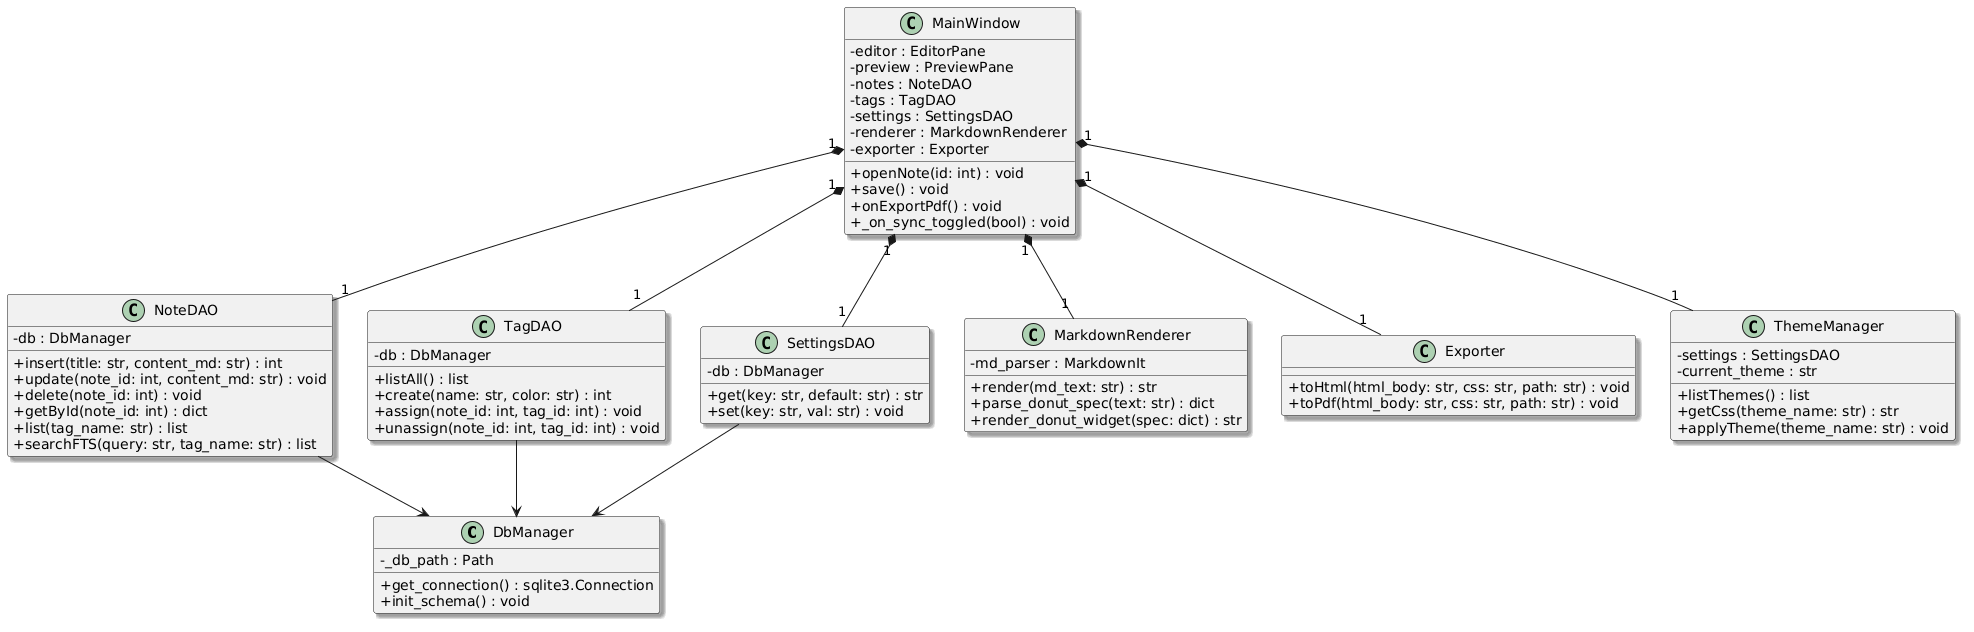 C MainWindow
-editor : EditorPane
-preview : PreviewPane
-notes : NoteDAO
-tags : TagDAO
-settings : SettingsDAO
-renderer : MarkdownRenderer
-exporter : Exporter
+openNote(id: int) : void
+save() : void
+onExportPdf() : void
+_on_sync_toggled(bool) : void
1
1
1
1
1
1
1
1
1
1
1
1
C NoteDAO
-db : DbManager
+insert(title: str, content_md: str) : int
+update(note_id: int, content_md: str) : void
+delete(note_id: int) : void
+getById(note_id: int) : dict
+list(tag_name: str) : list
+searchFTS(query: str, tag_name: str) : list
C TagDAO
-db : DbManager
+listAll() : list
+create(name: str, color: str) : int
+assign(note_id: int, tag_id: int) : void
+unassign(note_id: int, tag_id: int) : void
C SettingsDAO
-db : DbManager
+get(key: str, default: str) : str
+set(key: str, val: str) : void
C MarkdownRenderer
-md_parser : MarkdownIt
+render(md_text: str) : str
+parse_donut_spec(text: str) : dict
+render_donut_widget(spec: dict) : str
C Exporter
+toHtml(html_body: str, css: str, path: str) : void
+toPdf(html_body: str, css: str, path: str) : void
C ThemeManager
-settings : SettingsDAO
-current_theme : str
+listThemes() : list
+getCss(theme_name: str) : str
+applyTheme(theme_name: str) : void
C DbManager
-_db_path : Path
+get_connection() : sqlite3.Connection
+init_schema() : void